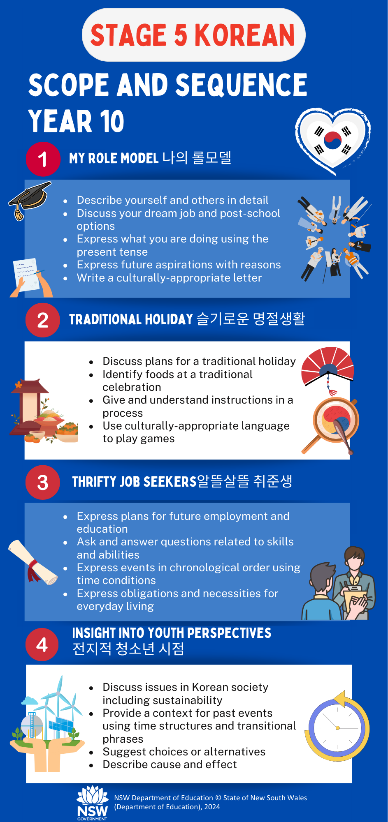 STAGE 5 KOREAN
SCOPE AND SEQUENCE
YEAR 10
1 MY ROLE MODEL 나의 롤모델
• Describe yourself and others in detail
• Discuss your dream job and post-school
options
• Express what you are doing using the
present tense
• Express future aspirations with reasons
• Write a culturally-appropriate letter
2 TRADITIONAL HOLIDAY 슬기로운 명절생활
• Discuss plans for a traditional holiday
• Identify foods at a traditional
celebration
• Give and understand instructions in a
process
• Use culturally-appropriate language
to play games
3 THRIFTY JOB SEEKERS알뜰살뜰 취준생
• Express plans for future employment and
education
• Ask and answer questions related to skills
and abilities
• Express events in chronological order using
time conditions
• Express obligations and necessities for
everyday living
4 INSIGHT INTO YOUTH PERSPECTIVES
전지적 청소년 시점
• Discuss issues in Korean society
including sustainability
• Provide a context for past events
using time structures and transitional
phrases
• Suggest choices or alternatives
• Describe cause and effect
NSW
GOVERNMENT
NSW Department of Education © State of New South Wales
(Department of Education), 2024